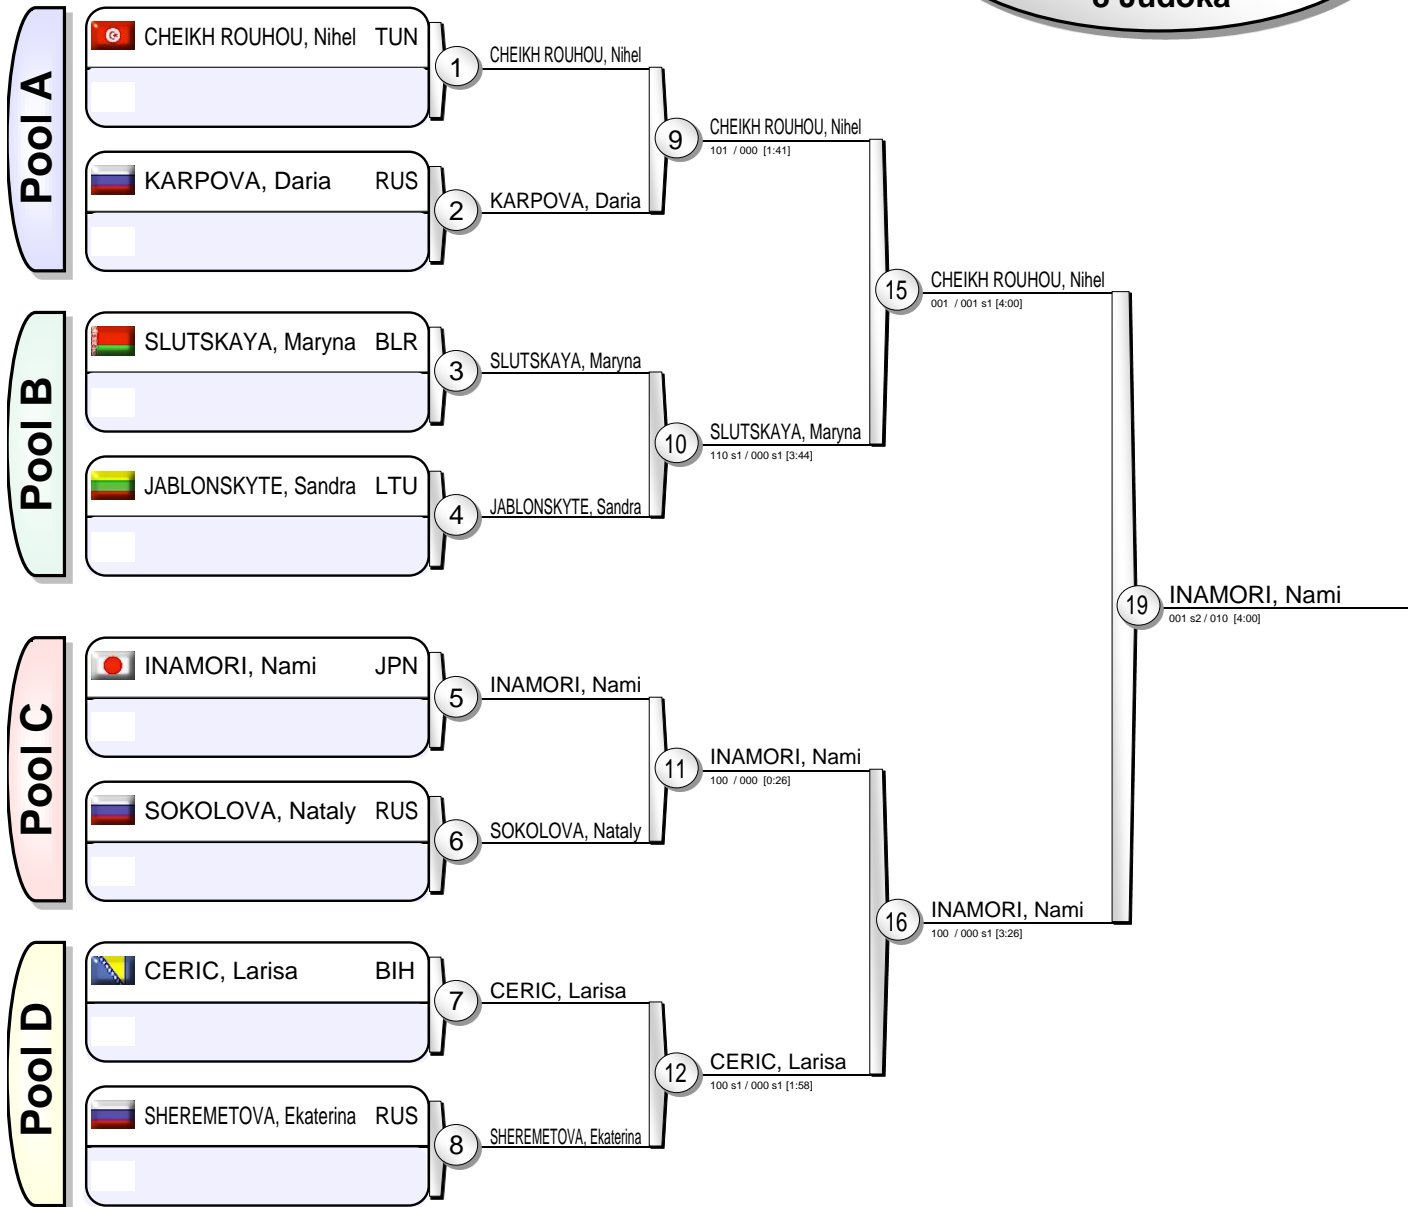 8 Judoka
Pool A
CHEIKH ROUHOU, Nihel TUN
1
CHEIKH ROUHOU, Nihel
KARPOVA, Daria RUS
2
KARPOVA, Daria
9
CHEIKH ROUHOU, Nihel
101 / 000 [1:41]
Pool B
SLUTSKAYA, Maryna BLR
3
SLUTSKAYA, Maryna
JABLONSKYTE, Sandra LTU
4
JABLONSKYTE, Sandra
10
SLUTSKAYA, Maryna
110 s1 / 000 s1 [3:44]
15
CHEIKH ROUHOU, Nihel
001 / 001 s1 [4:00]
Pool C
INAMORI, Nami JPN
5
INAMORI, Nami
SOKOLOVA, Nataly RUS
6
SOKOLOVA, Nataly
11
INAMORI, Nami
100 / 000 [0:26]
Pool D
CERIC, Larisa BIH
7
CERIC, Larisa
SHEREMETOVA, Ekaterina RUS
8
SHEREMETOVA, Ekaterina
12
CERIC, Larisa
100 s1 / 000 s1 [1:58]
16
INAMORI, Nami
100 / 000 s1 [3:26]
19
INAMORI, Nami
001 s2 / 010 [4:00]